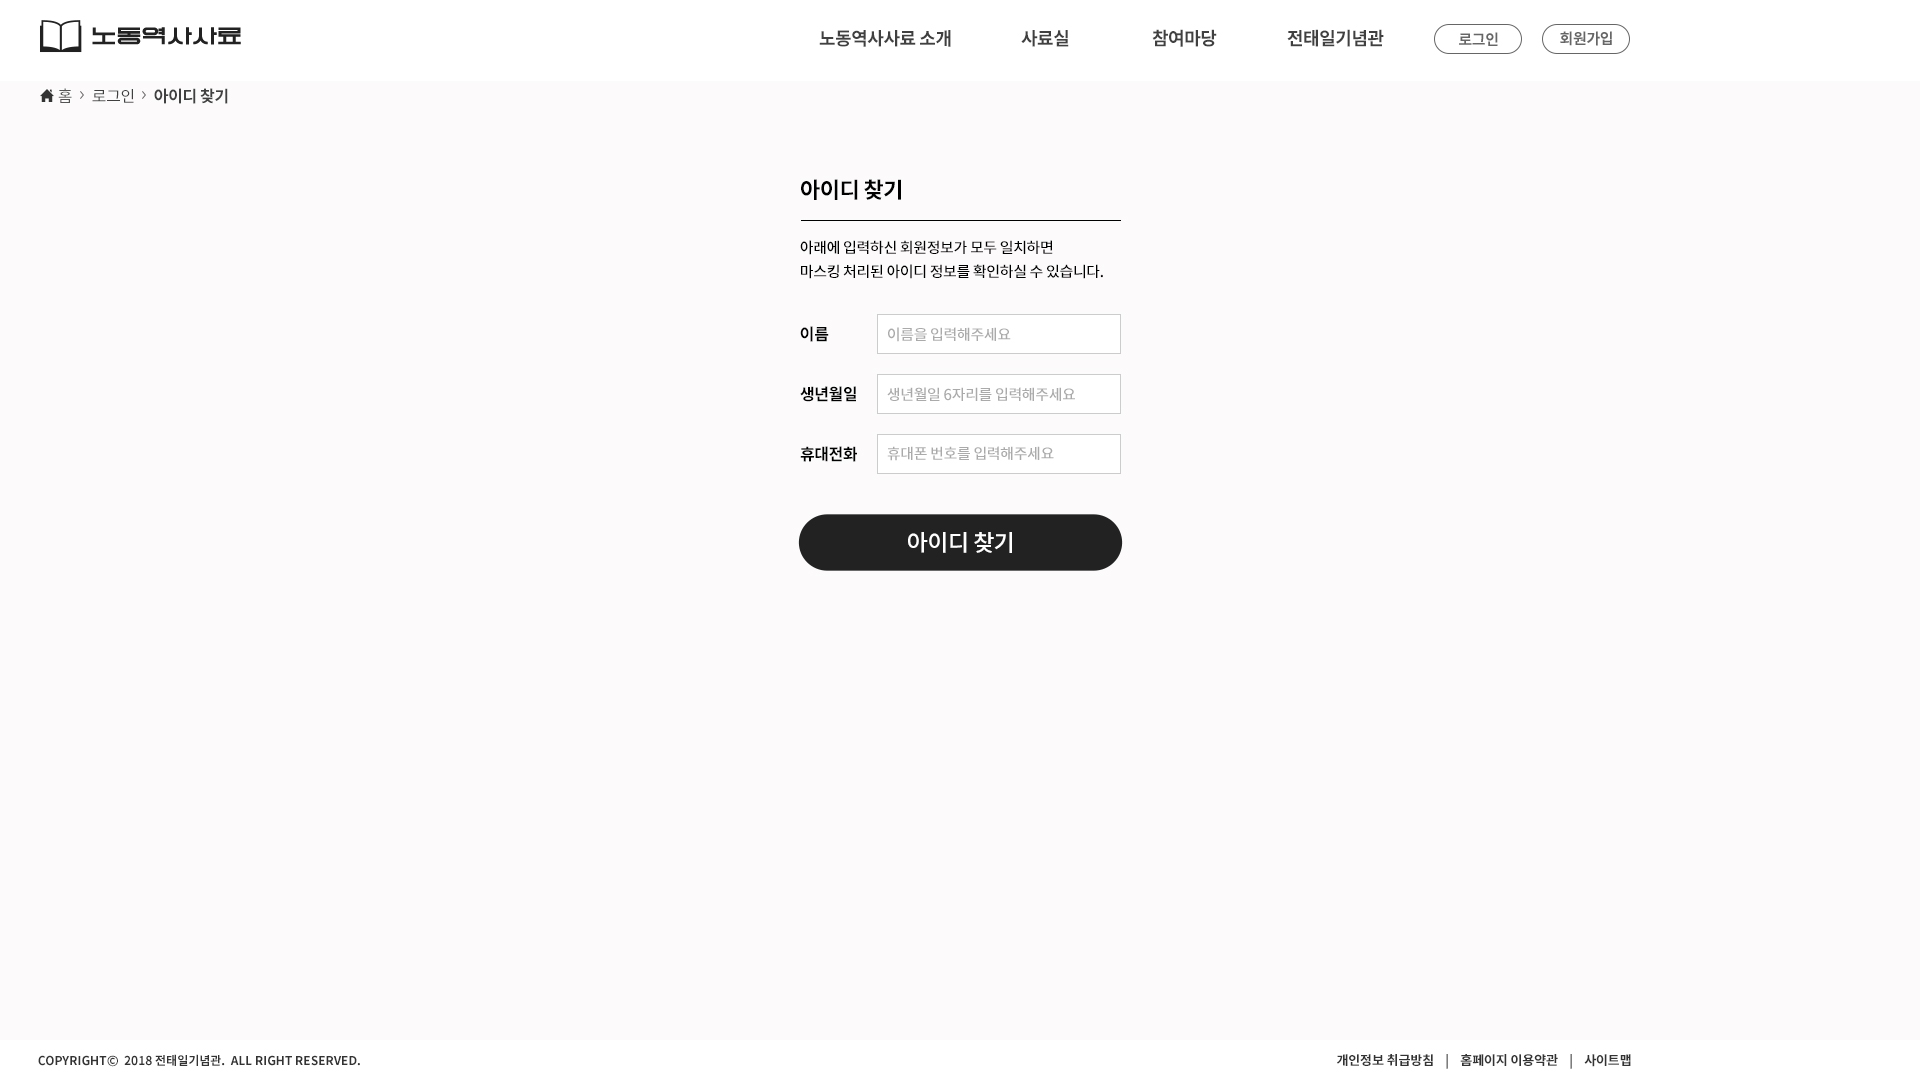 노동역사사료
노동역사사료 소개
사료실
참여마당
전태일기념관
로그인
회원가입
홈 > 로그인 > 아이디 찾기
아이디 찾기
아래에 입력하신 회원정보가 모두 일치하면
마스킹 처리된 아이디 정보를 확인하실 수 있습니다.
이름
이름을 입력해주세요
생년월일
생년월일 6자리를 입력해주세요
휴대전화
휴대폰 번호를 입력해주세요
아이디 찾기
COPYRIGHT© 2018 전태일기념관. ALL RIGHT RESERVED.
개인정보 취급방침 | 홈페이지 이용약관 | 사이트맵